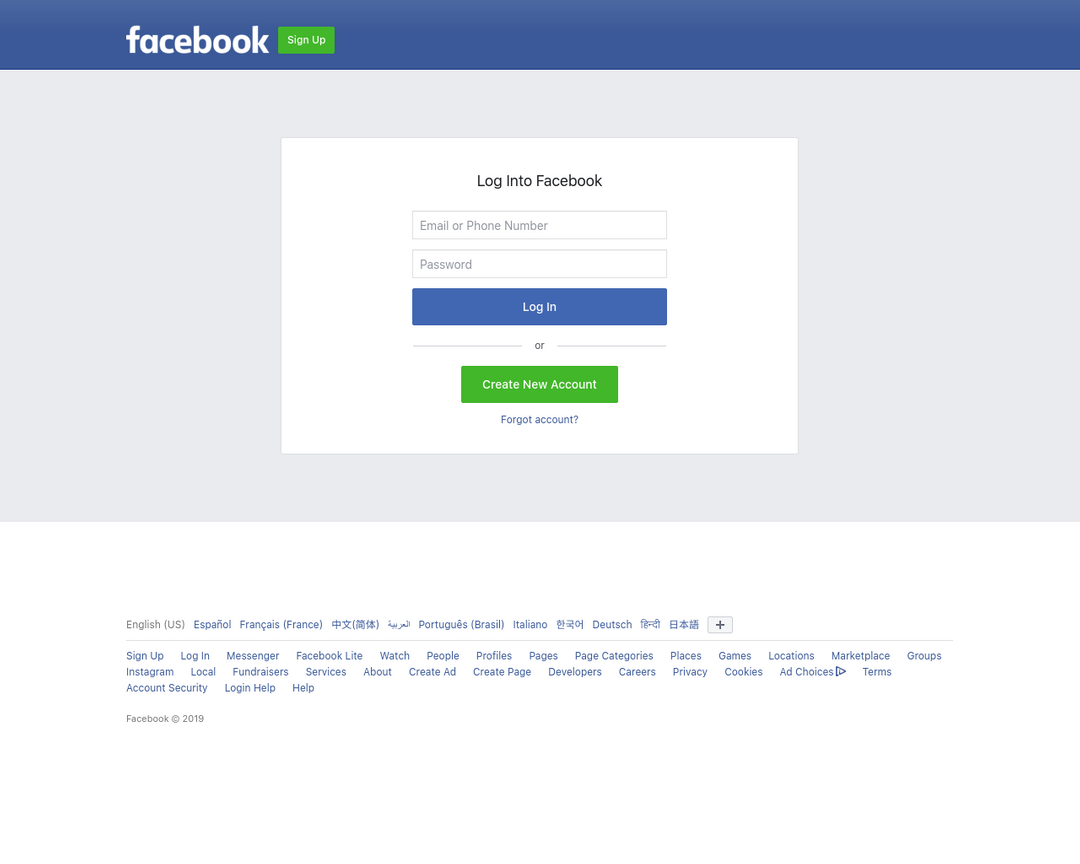 facebook Sign Up
Log Into Facebook
Email or Phone Number
Password
Log In
or
Create New Account
Forgot account?
English (US) Español Français (France) 中文(简体) العربية Português (Brasil) Italiano 한국어 Deutsch हिन्दी 日本語
Sign Up Log In Messenger Facebook Lite Watch People Profiles Pages Page Categories Places Games Locations Marketplace Groups
Instagram Local Fundraisers Services About Create Ad Create Page Developers Careers Privacy Cookies Ad Choices Terms
Account Security Login Help Help
Facebook © 2019